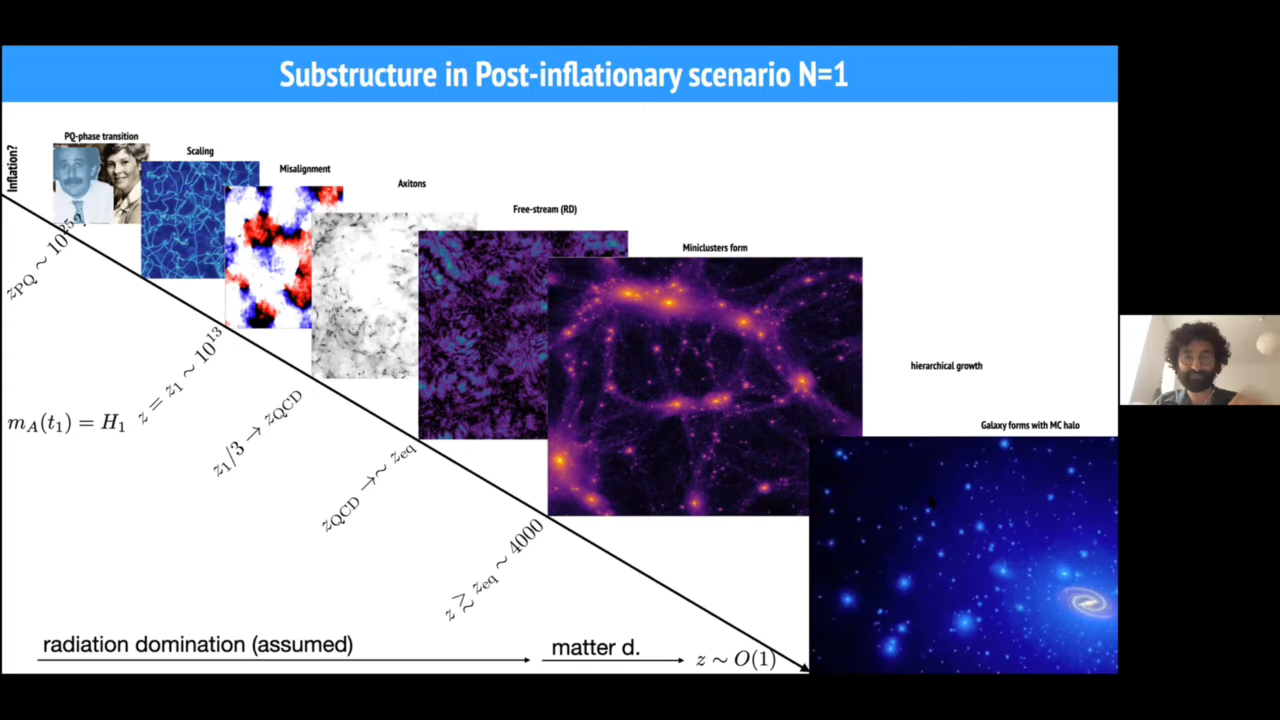 Substructure in Post-inflationary scenario N=1
Inflation?
PQ-phase transition
Scaling
Misalignment
Axitons
Free-stream (RD)
Miniclusters form
hierarchical growth
Galaxy forms with MC halo
z_PQ ∼ 10^25?
z = z_1 ∼ 10^13
m_A(t_1) = H_1
z_1/3 → z_QCD
z_QCD →∼ z_eq
z ≳ z_eq ∼ 4000
radiation domination (assumed)
matter d.
z ∼ O(1)